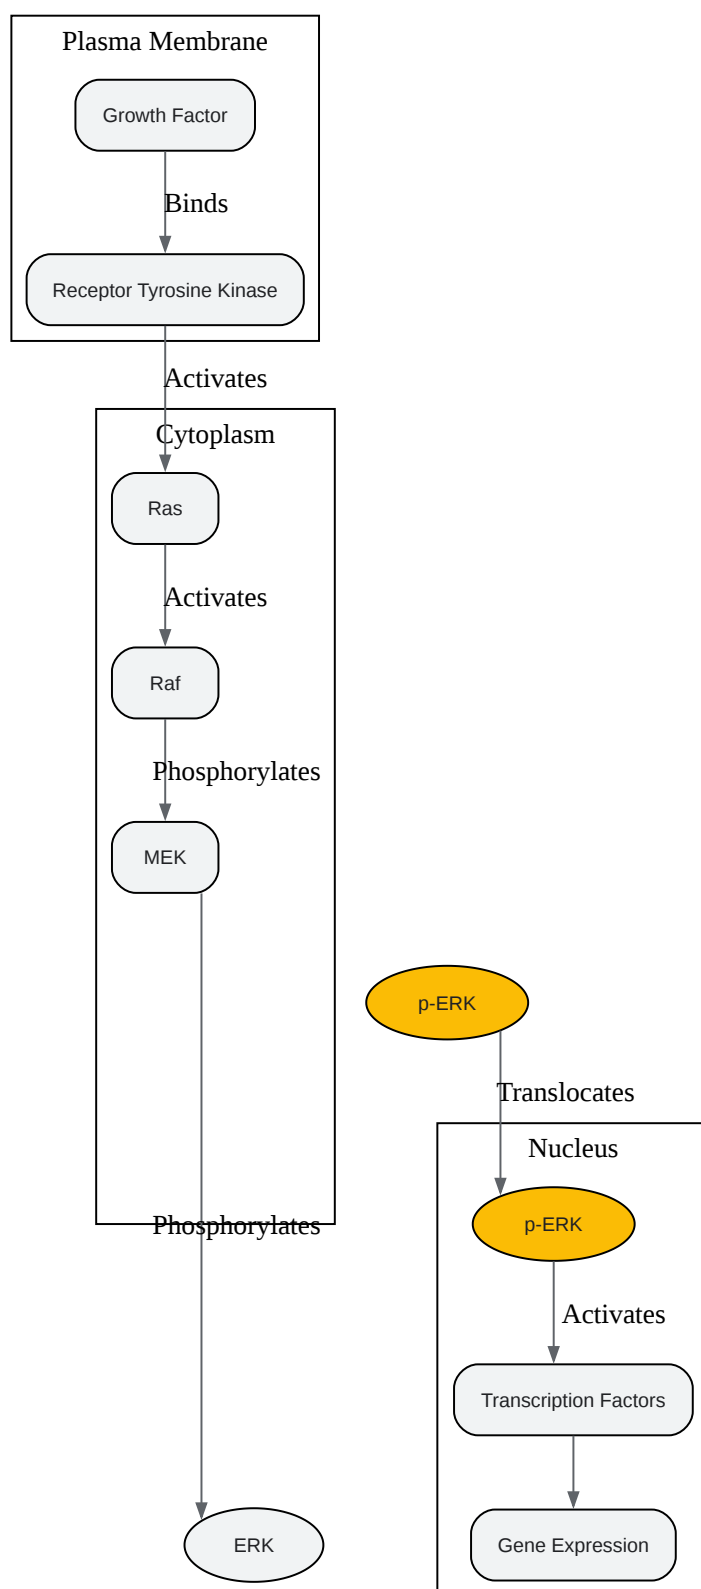 Plasma Membrane
Growth Factor
Binds
Receptor Tyrosine Kinase
Activates
Cytoplasm
Ras
Activates
Raf
Phosphorylates
MEK
p-ERK
Translocates
Nucleus
p-ERK
Phosphorylates
Activates
Transcription Factors
ERK
Gene Expression